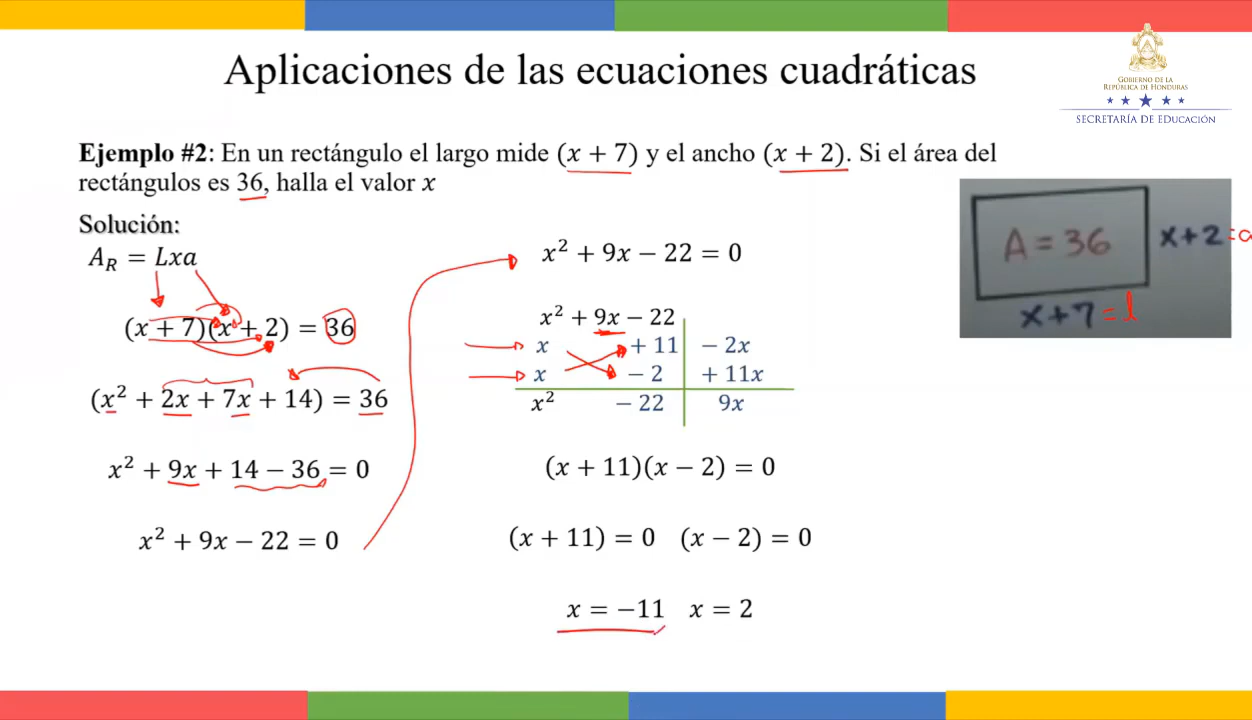 Aplicaciones de las ecuaciones cuadráticas
GOBIERNO DE LA
REPÚBLICA DE HONDURAS
SECRETARÍA DE EDUCACIÓN
Ejemplo #2: En un rectángulo el largo mide (x + 7) y el ancho (x + 2). Si el área del
rectángulos es 36, halla el valor x
Solución:
A_R = Lxa
(x + 7)(x + 2) = 36
(x² + 2x + 7x + 14) = 36
x² + 9x + 14 − 36 = 0
x² + 9x − 22 = 0
x² + 9x − 22 = 0
x² + 9x − 22
x + 11 − 2x
x − 2 + 11x
x² − 22 9x
(x + 11)(x − 2) = 0
(x + 11) = 0 (x − 2) = 0
x = −11 x = 2
A = 36
x+2 = a
x+7 = l